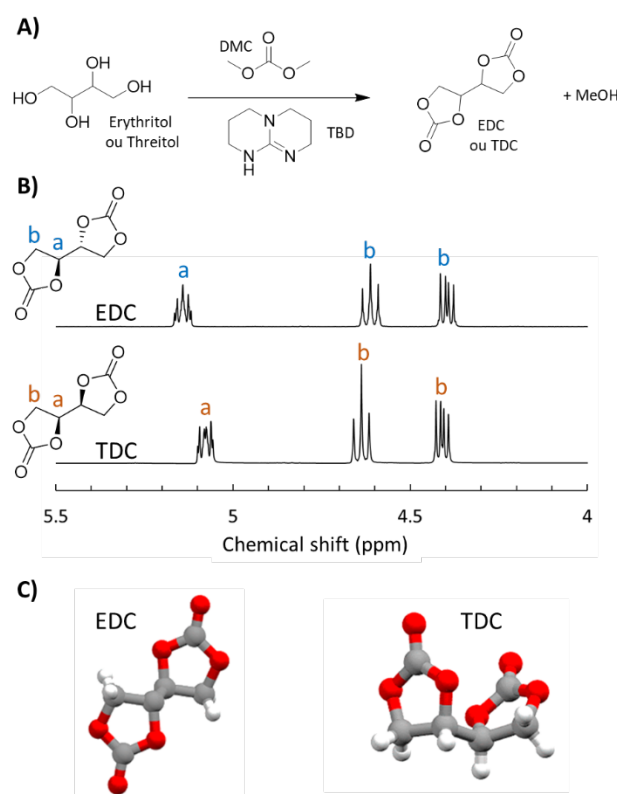 A)
DMC
O
O
O
OH
HO
OH
OH
Erythritol
ou Threitol
N
N
H
N
TBD
O
O
O
O
O
O
EDC
ou TDC
+ MeOH
B)
O
O
O
b
a
O
O
O
EDC
a
b
b
O
O
O
b
a
O
O
O
TDC
a
b
b
5.5
5
4.5
4
Chemical shift (ppm)
C)
EDC
TDC